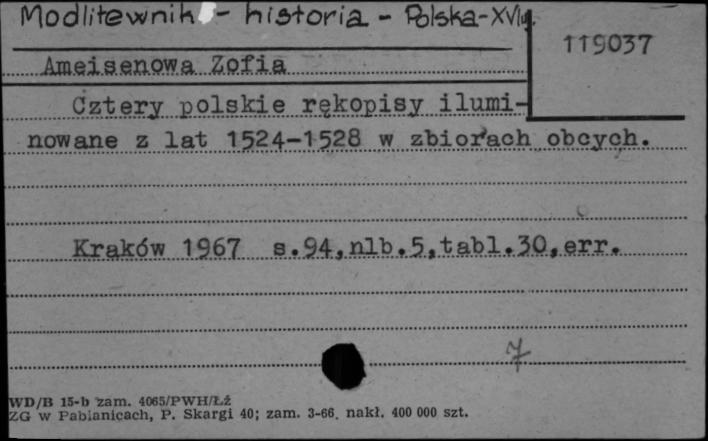 Modlitewnik - historia - Polska - XVI w.
119037
Ameisenowa Zofia
Cztery polskie rękopisy ilumi-
nowane z lat 1524-1528 w zbiorach obcych.
Kraków 1967 s.94,nlb.5,tabl.30,err.
7
WD/B 15-b zam. 4065/PWH/Łź
ZG w Pabianicach, P. Skargi 40; zam. 3-66. nakł. 400 000 szt.